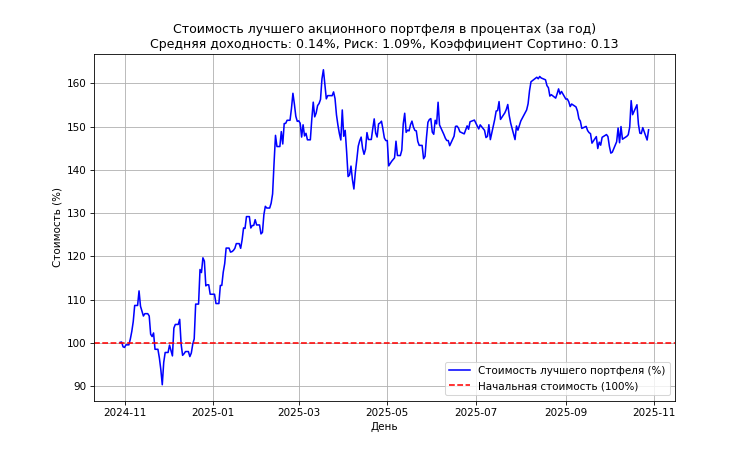 Стоимость лучшего акционного портфеля в процентах (за год)
Средняя доходность: 0.14%, Риск: 1.09%, Коэффициент Сортино: 0.13
Стоимость (%)
160
150
140
130
120
110
100
90
2024-11
2025-01
2025-03
2025-05
2025-07
2025-09
2025-11
День
Стоимость лучшего портфеля (%)
Начальная стоимость (100%)